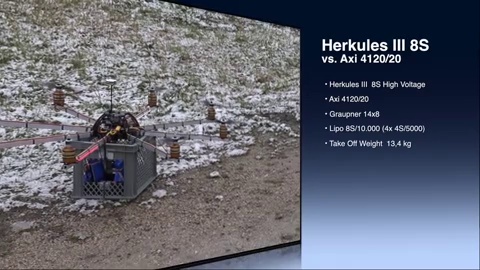 Herkules III 8S
vs. Axi 4120/20
• Herkules III 8S High Voltage
• Axi 4120/20
• Graupner 14x8
• Lipo 8S/10.000 (4x 4S/5000)
• Take Off Weight 13,4 kg